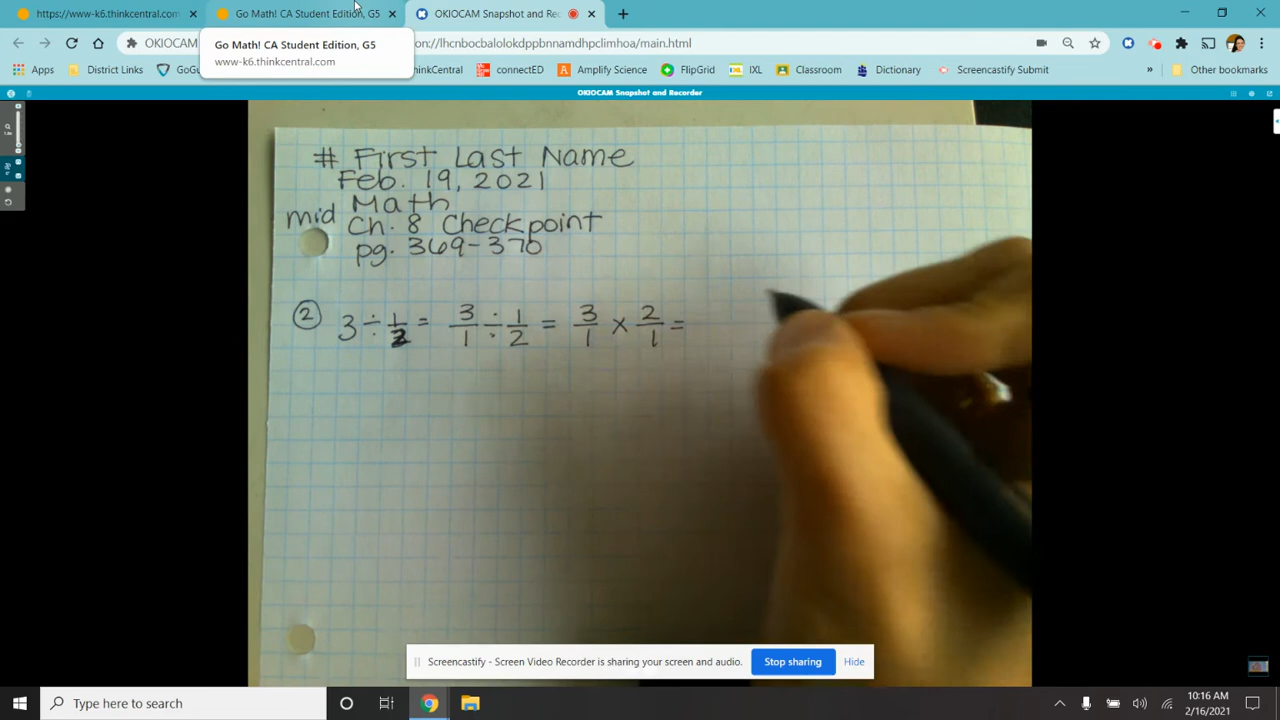 https://www-k6.thinkcentral.com
Go Math! CA Student Edition, G5
OKIOCAM Snapshot and Rec
Go Math! CA Student Edition, G5
www-k6.thinkcentral.com
OKIOCAM
on://lhcnbocbalolokdppbnnamdhpclimhoa/main.html
Apps
District Links
GoGu
hinkCentral
connectED
Amplify Science
FlipGrid
IXL
Classroom
Dictionary
Screencastify Submit
»
Other bookmarks
OKIOCAM Snapshot and Recorder
# First Last Name
Feb. 19, 2021
Math
mid Ch. 8 Checkpoint
pg. 369-370
② 3 ÷ 1/2 = 3/1 ÷ 1/2 = 3/1 × 2/1 =
Screencastify - Screen Video Recorder is sharing your screen and audio.
Stop sharing
Hide
Type here to search
10:16 AM
2/16/2021